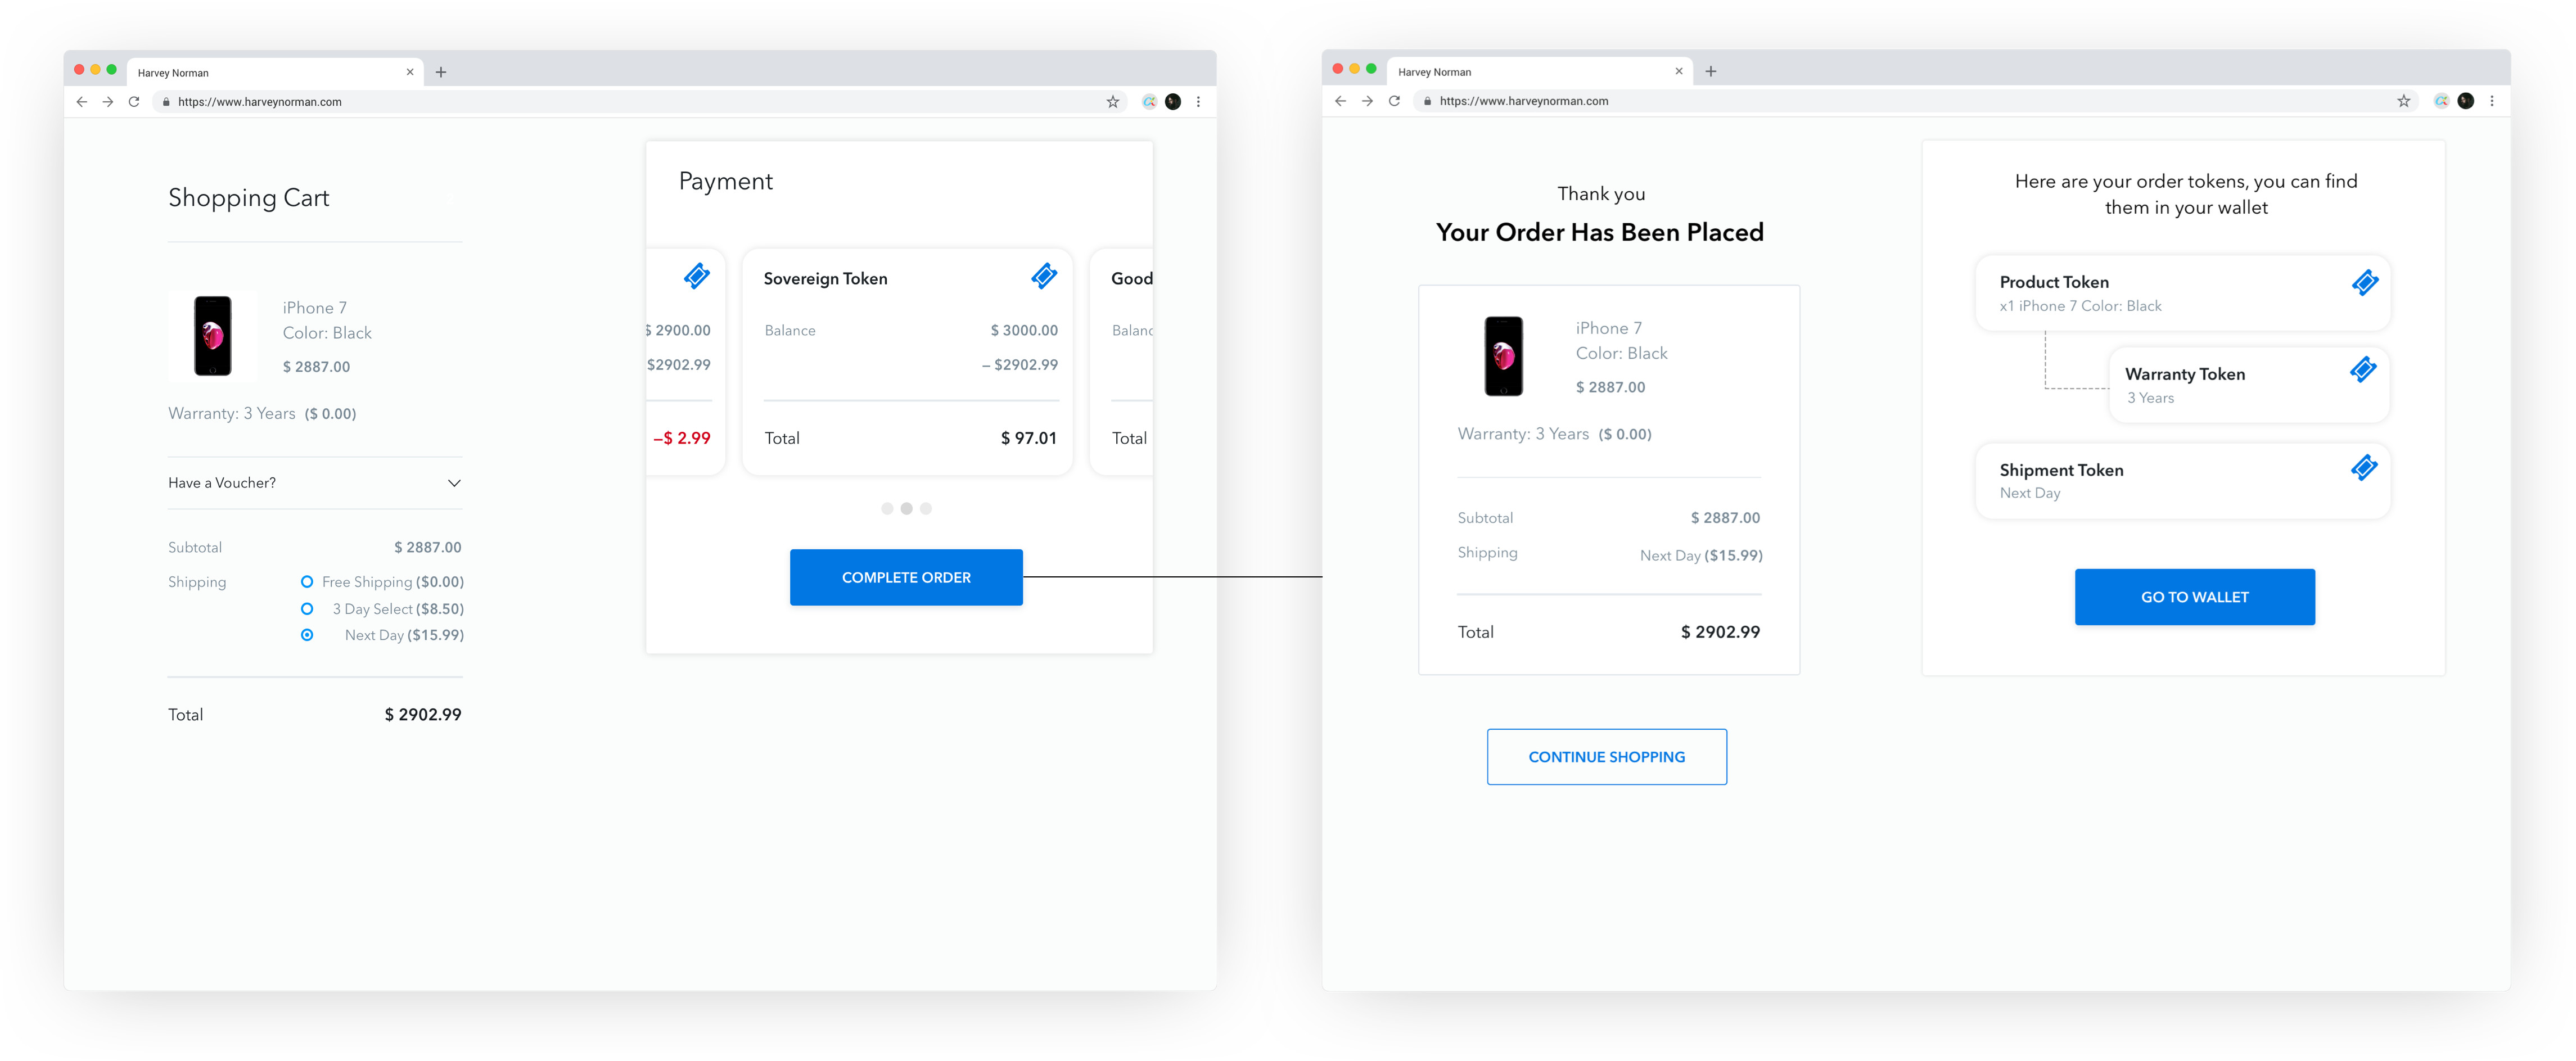 Harvey Norman
https://www.harveynorman.com
Shopping Cart
iPhone 7
Color: Black
$ 2887.00
Warranty: 3 Years ($ 0.00)
Have a Voucher?
Subtotal $ 2887.00
Shipping Free Shipping ($0.00)
3 Day Select ($8.50)
Next Day ($15.99)
Total $ 2902.99
Payment
$ 2900.00
$2902.99
–$ 2.99
Sovereign Token
Balance $ 3000.00
– $2902.99
Total $ 97.01
Good
Balanc
Total
COMPLETE ORDER
Harvey Norman
https://www.harveynorman.com
Thank you
Your Order Has Been Placed
iPhone 7
Color: Black
$ 2887.00
Warranty: 3 Years ($ 0.00)
Subtotal $ 2887.00
Shipping Next Day ($15.99)
Total $ 2902.99
CONTINUE SHOPPING
Here are your order tokens, you can find
them in your wallet
Product Token
x1 iPhone 7 Color: Black
Warranty Token
3 Years
Shipment Token
Next Day
GO TO WALLET